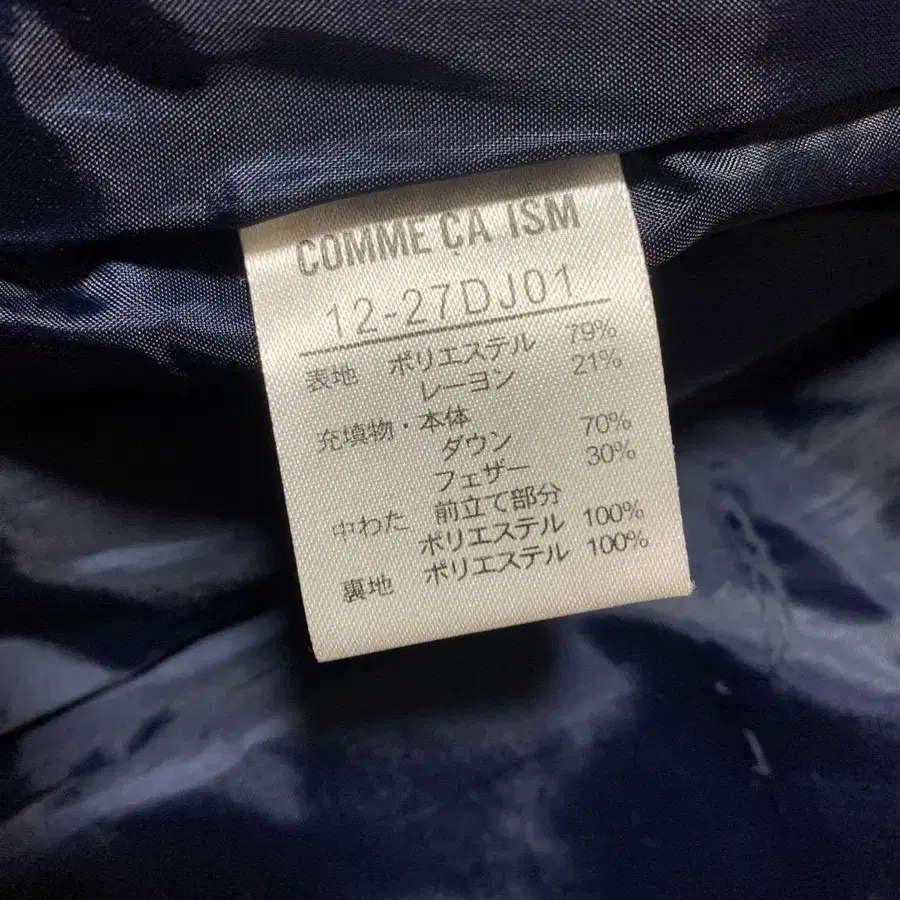 COMME ÇA ISM
12-27DJ01
表地 ポリエステル 79%
レーヨン 21%
充填物・本体
ダウン 70%
フェザー 30%
中わた 前立て部分
ポリエステル 100%
裏地 ポリエステル 100%